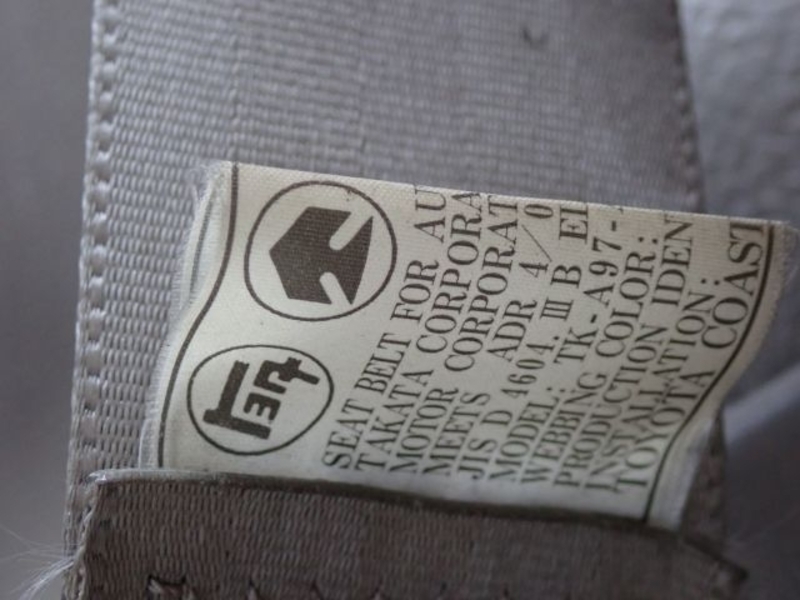 SEAT BELT FOR AU
TAKATA CORPORA
MOTOR CORPORAT
MEETS ADR 4/0
JIS D 4604. Ⅲ B EL
MODEL: TK-A97-
WEBBING COLOR:
PRODUCTION IDEN
INSTALLATION:
TOYOTA COAST